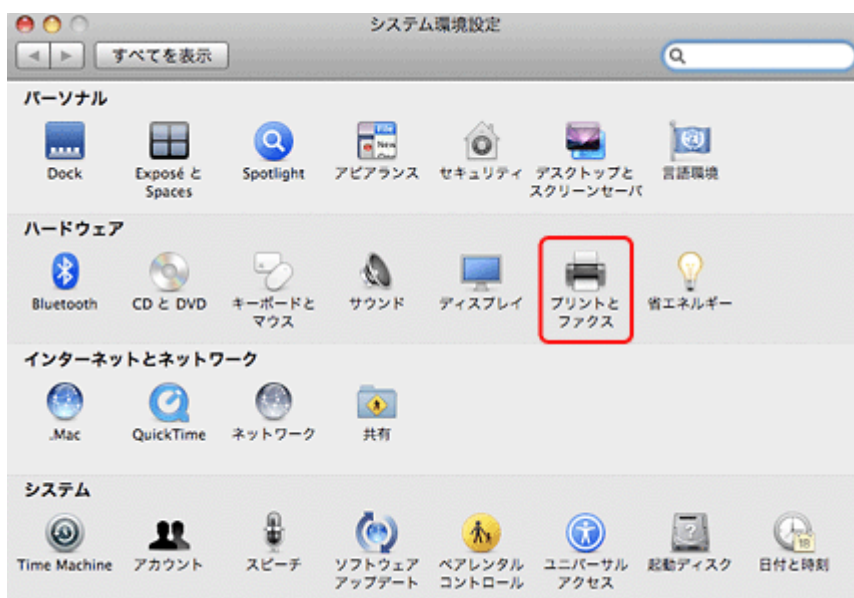 システム環境設定
すべてを表示
パーソナル
Dock
Exposé と
Spaces
Spotlight
File
New
アピアランス
セキュリティ
デスクトップと
スクリーンセーバ
言語環境
ハードウェア
Bluetooth
CD と DVD
キーボードと
マウス
サウンド
ディスプレイ
プリントと
ファクス
省エネルギー
インターネットとネットワーク
.Mac
QuickTime
ネットワーク
共有
システム
Time Machine
アカウント
スピーチ
ソフトウェア
アップデート
ペアレンタル
コントロール
ユニバーサル
アクセス
?
起動ディスク
18
日付と時刻